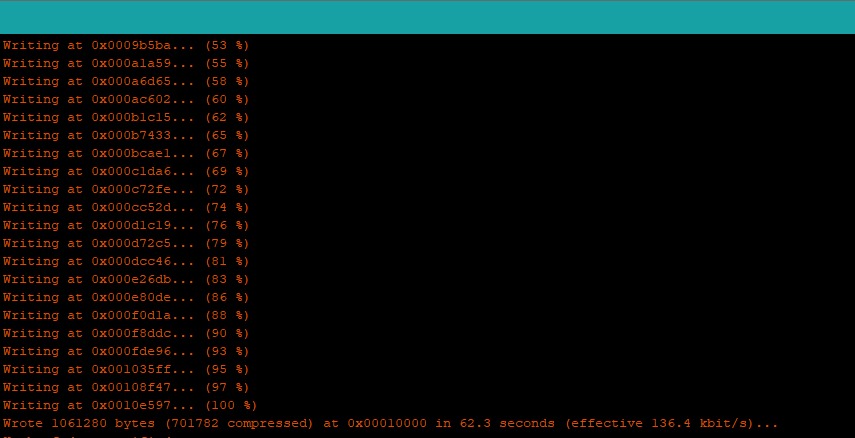 Writing at 0x0009b5ba... (53 %)
Writing at 0x000a1a59... (55 %)
Writing at 0x000a6d65... (58 %)
Writing at 0x000ac602... (60 %)
Writing at 0x000b1c15... (62 %)
Writing at 0x000b7433... (65 %)
Writing at 0x000bcae1... (67 %)
Writing at 0x000c1da6... (69 %)
Writing at 0x000c72fe... (72 %)
Writing at 0x000cc52d... (74 %)
Writing at 0x000d1c19... (76 %)
Writing at 0x000d72c5... (79 %)
Writing at 0x000dcc46... (81 %)
Writing at 0x000e26db... (83 %)
Writing at 0x000e80de... (86 %)
Writing at 0x000f0d1a... (88 %)
Writing at 0x000f8ddc... (90 %)
Writing at 0x000fde96... (93 %)
Writing at 0x001035ff... (95 %)
Writing at 0x00108f47... (97 %)
Writing at 0x0010e597... (100 %)
Wrote 1061280 bytes (701782 compressed) at 0x00010000 in 62.3 seconds (effective 136.4 kbit/s)...